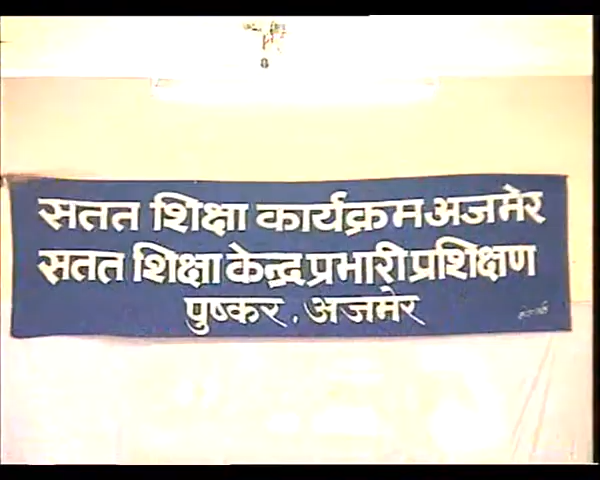 सतत शिक्षा कार्यक्रम अजमेर
सतत शिक्षा केन्द्र प्रभारी प्रशिक्षण
पुष्कर . अजमेर